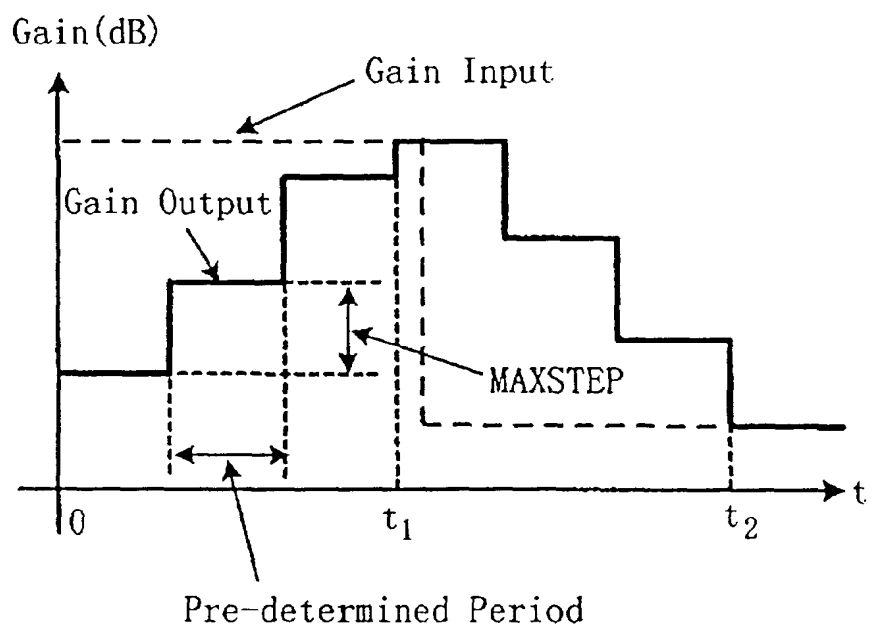 Gain(dB)
Gain Input
Gain Output
MAXSTEP
0
t1
t2
t
Pre-determined Period